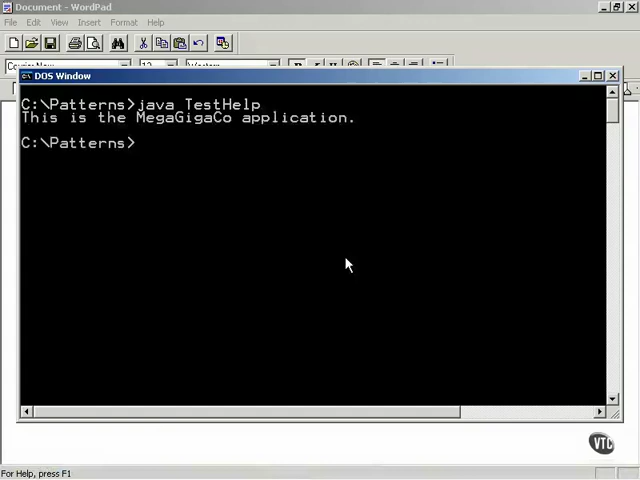 Document - WordPad
File Edit View Insert Format Help
DOS Window
C:\Patterns>java TestHelp
This is the MegaGigaCo application.
C:\Patterns>
VTC
For Help, press F1